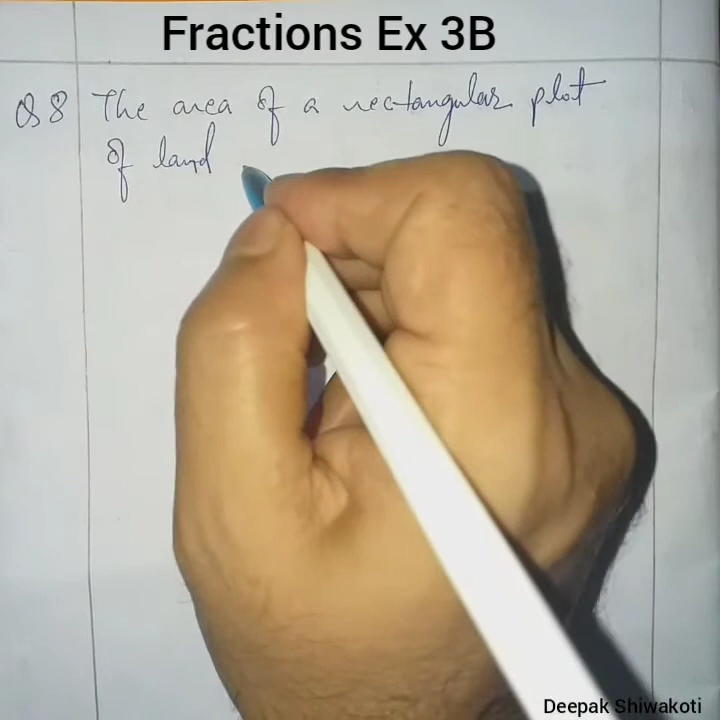 Fractions Ex 3B
Q8 The area of a rectangular plot
of land
Deepak Shiwakoti